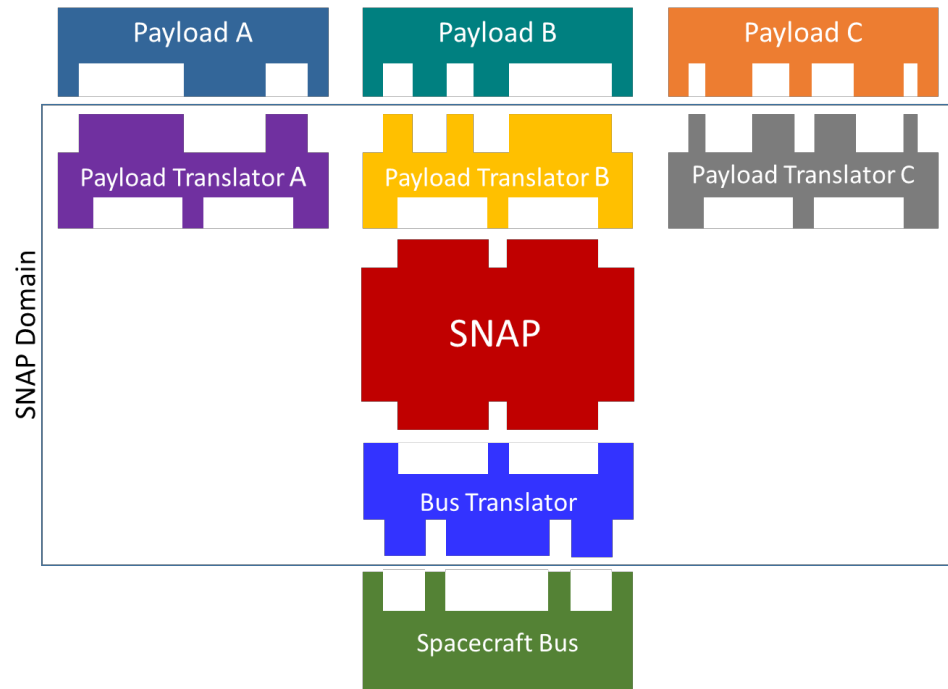 Payload A
Payload B
Payload C
Payload Translator A
Payload Translator B
Payload Translator C
SNAP Domain
SNAP
Bus Translator
Spacecraft Bus